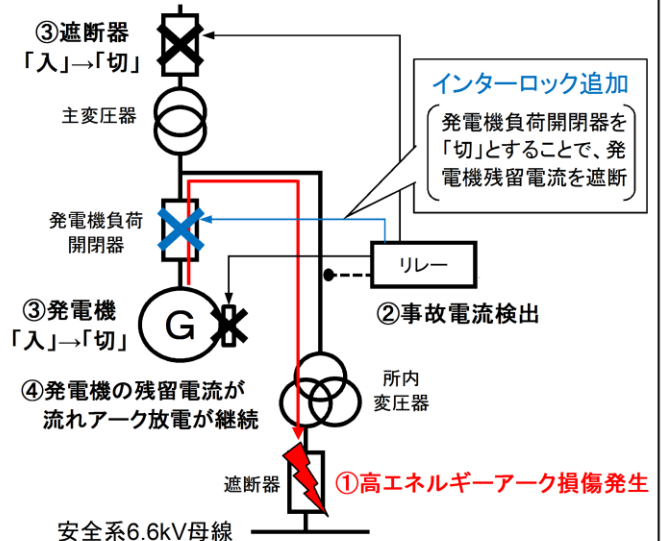 ③遮断器
「入」→「切」
主変圧器
インターロック追加
発電機負荷開閉器を
「切」とすることで、発
電機残留電流を遮断
発電機負荷
開閉器
リレー
②事故電流検出
③発電機
「入」→「切」
G
④発電機の残留電流が
流れアーク放電が継続
所内
変圧器
遮断器
①高エネルギーアーク損傷発生
安全系6.6kV母線